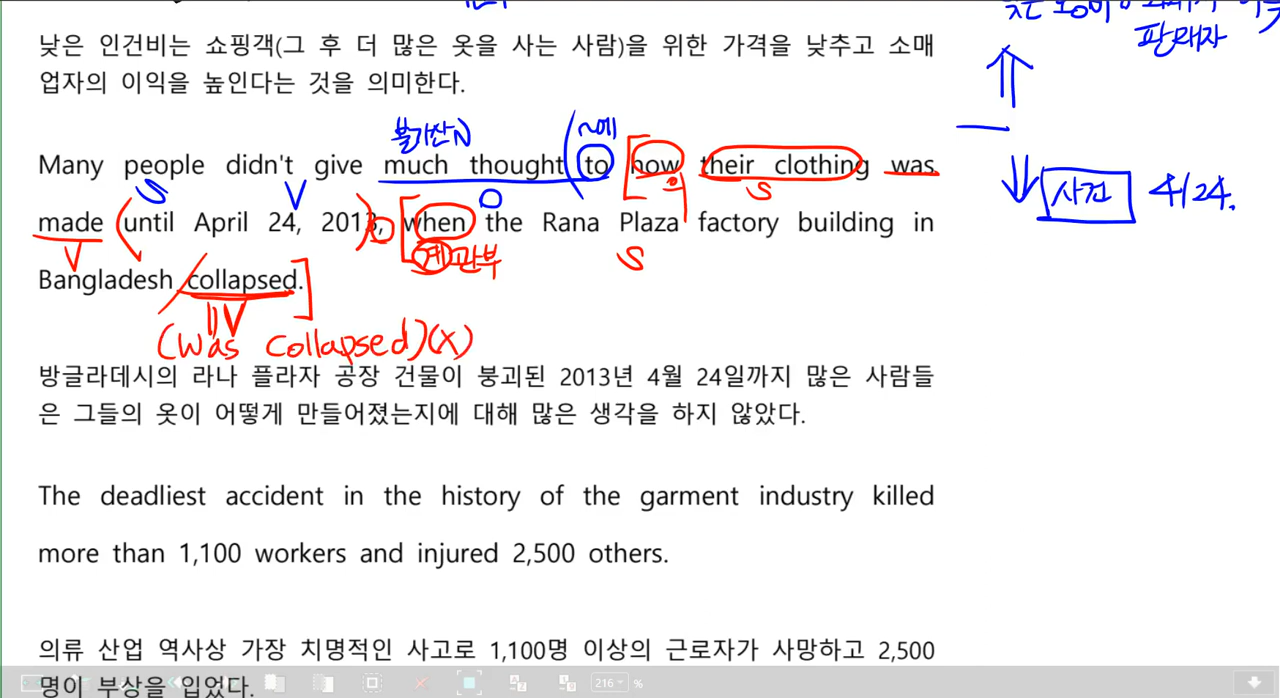 판매자
낮은 인건비는 쇼핑객(그 후 더 많은 옷을 사는 사람)을 위한 가격을 낮추고 소매
업자의 이익을 높인다는 것을 의미한다.
불가산N
~에
Many people didn't give much thought to how their clothing was
S V O S
사건 4/24.
made until April 24, 2013, when the Rana Plaza factory building in
V 계관부 S
Bangladesh collapsed.
V
(was collapsed)(X)
방글라데시의 라나 플라자 공장 건물이 붕괴된 2013년 4월 24일까지 많은 사람들
은 그들의 옷이 어떻게 만들어졌는지에 대해 많은 생각을 하지 않았다.
The deadliest accident in the history of the garment industry killed
more than 1,100 workers and injured 2,500 others.
의류 산업 역사상 가장 치명적인 사고로 1,100명 이상의 근로자가 사망하고 2,500
명이 부상을 입었다.
216 %